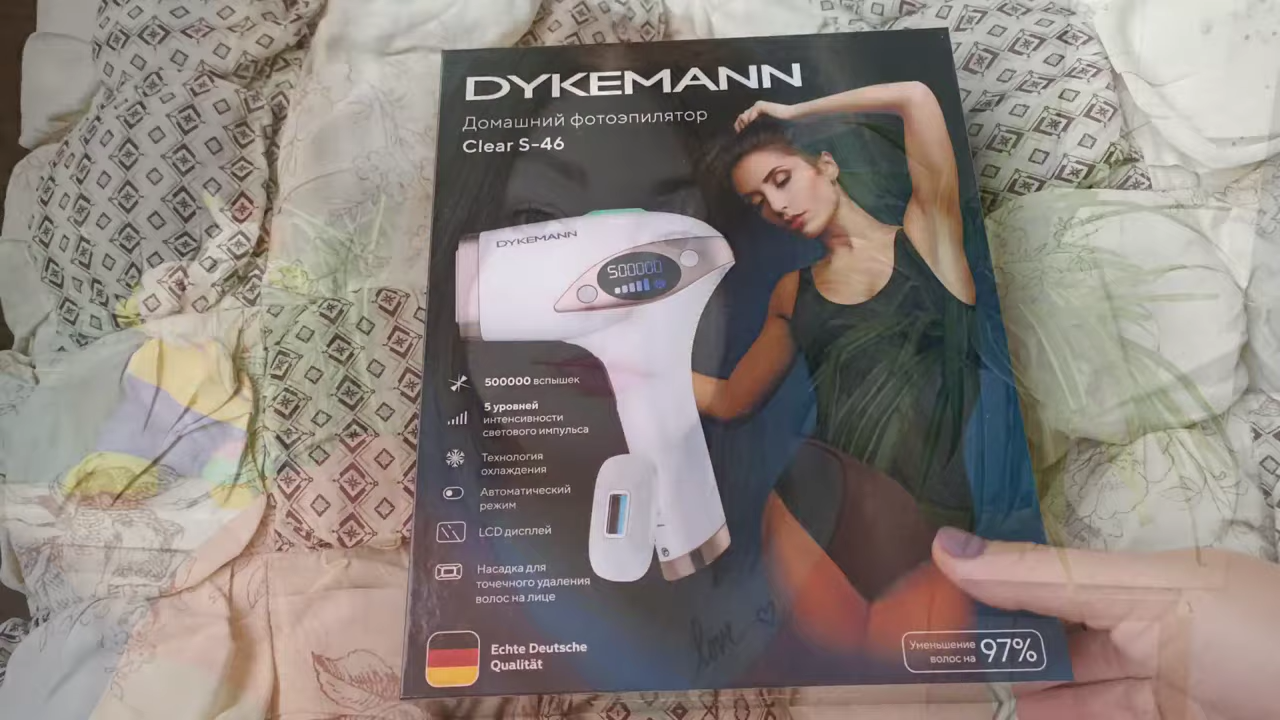 DYKEMANN
Домашний фотоэпилятор
Clear S-46
DYKEMANN
500000
500000 вспышек
5 уровней
интенсивности
светового импульса
Технология
охлаждения
Автоматический
режим
LCD дисплей
Насадка для
точечного удаления
волос на лице
love
Echte Deutsche
Qualität
Уменьшение
волос на 97%